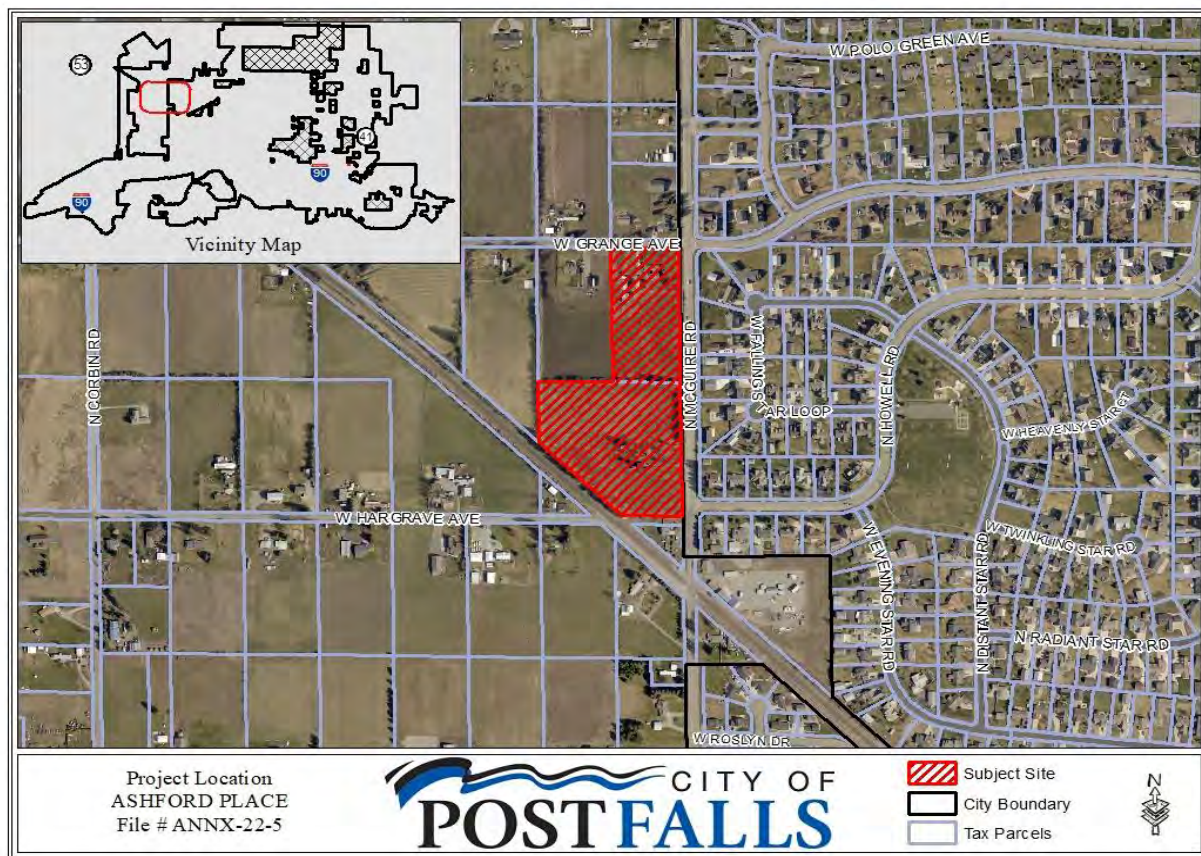 53
41
90
90
Vicinity Map
W POLO GREEN AVE
W GRANGE AVE
N CORBIN RD
N MCGUIRE RD
W FALLING S
AR LOOP
N HOWELL RD
W HEAVENLY STAR CT
W HARGRAVE AVE
W TWINKLING STAR RD
W EVENING STAR RD
N DISTANT STAR RD
N RADIANT STAR RD
W ROSLYN DR
Project Location
ASHFORD PLACE
File # ANNX-22-5
CITY OF
POST FALLS
Subject Site
City Boundary
Tax Parcels
N